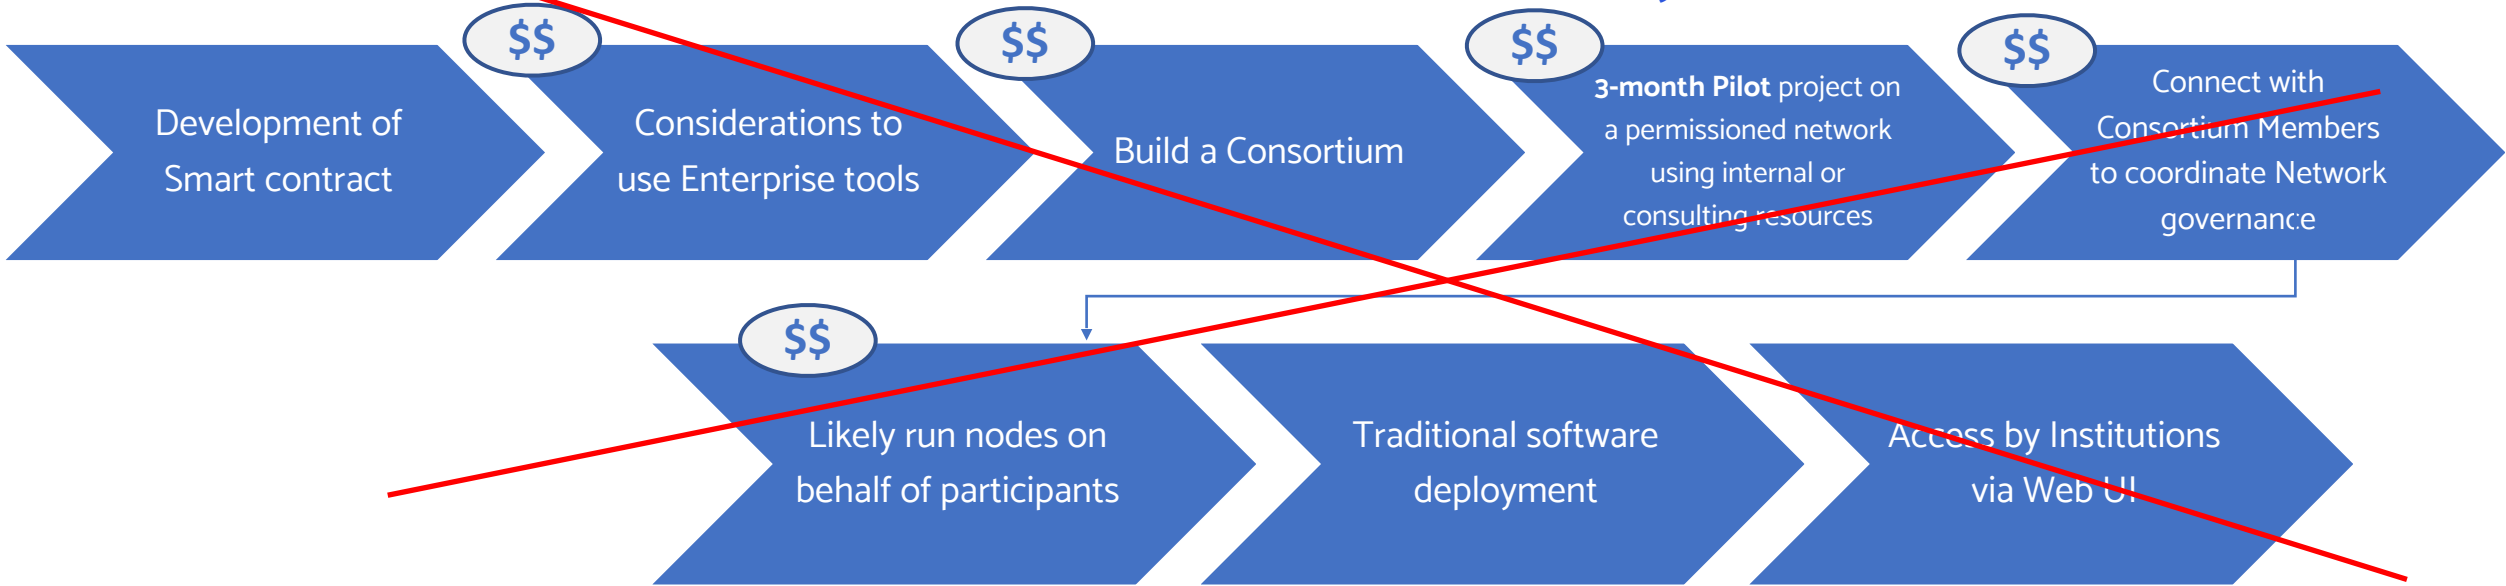 $$
$$
$$
$$
Development of
Smart contract
Considerations to
use Enterprise tools
Build a Consortium
3-month Pilot project on
a permissioned network
using internal or
consulting resources
Connect with
Consortium Members
to coordinate Network
governance
$$
Likely run nodes on
behalf of participants
Traditional software
deployment
Access by Institutions
via Web UI